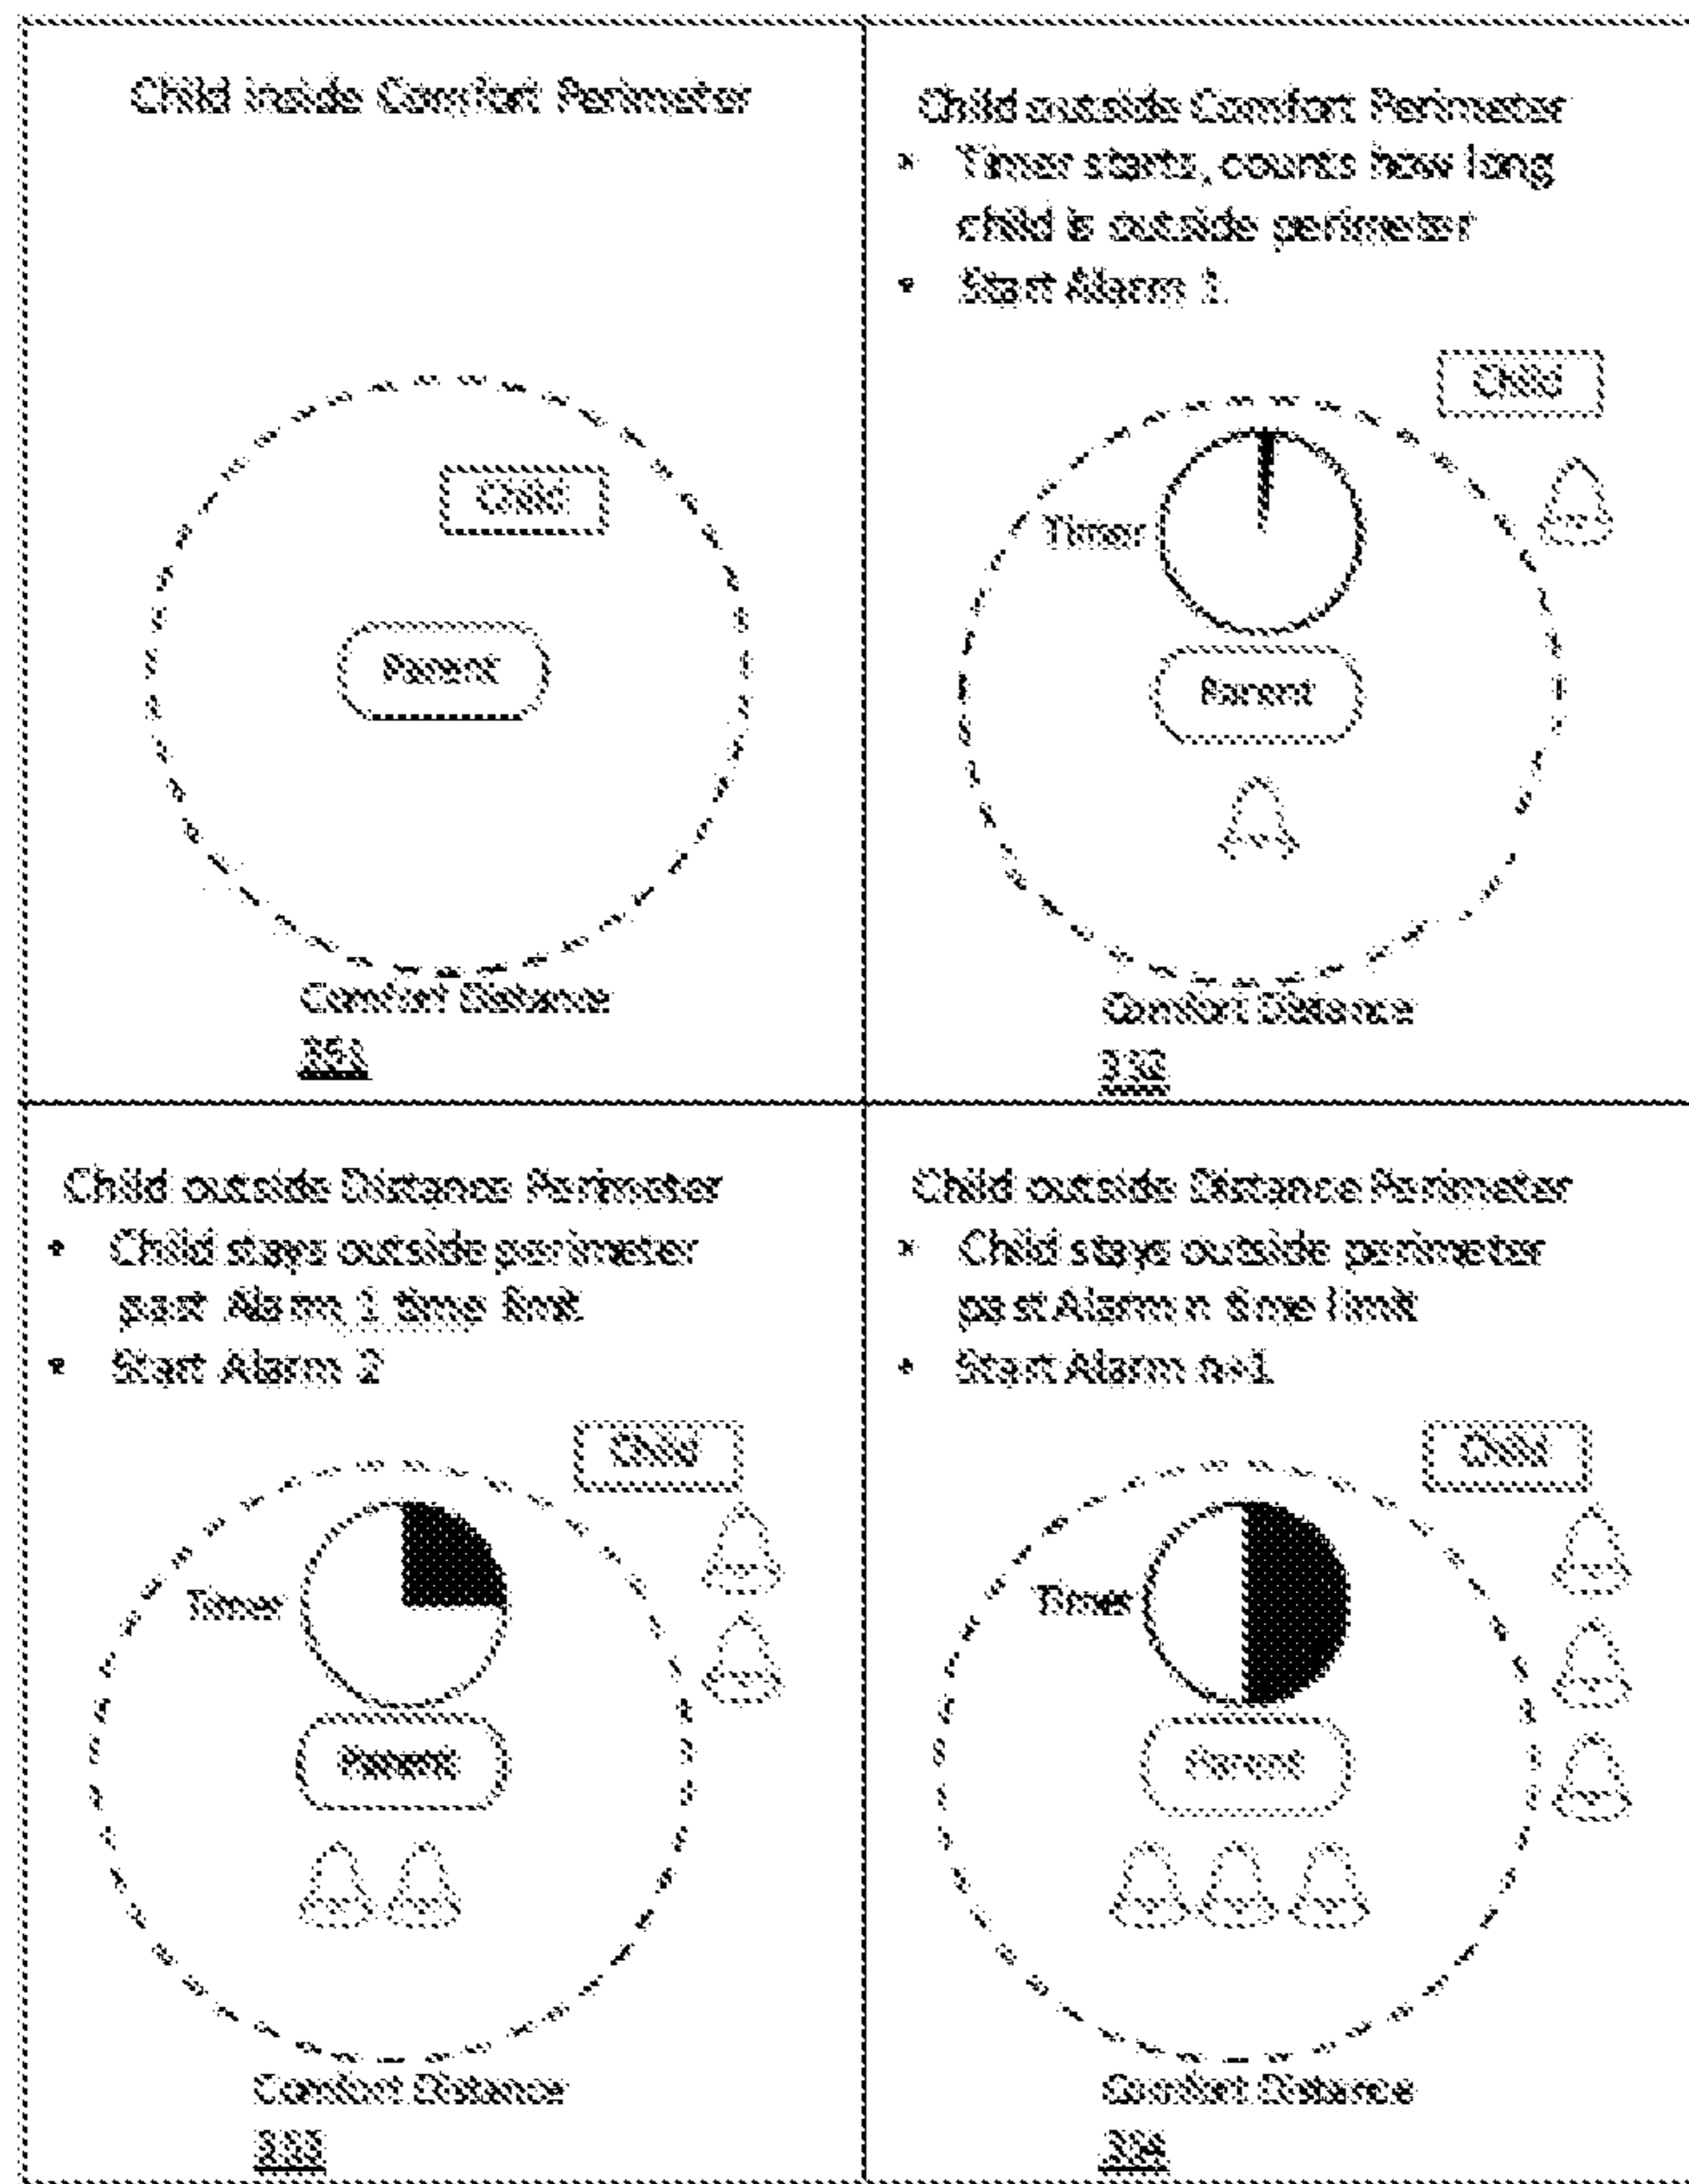 Child inside Comfort Perimeter
Child
Parent
Comfort Distance
Child outside Comfort Perimeter
• Timer starts, counts how long
child is outside perimeter
• Start Alarm 1
Child
Timer
Parent
Comfort Distance
Child outside Distance Perimeter
• Child stays outside perimeter
past Alarm 1 time limit
• Start Alarm 2
Child
Timer
Parent
Comfort Distance
Child outside Distance Perimeter
• Child stays outside perimeter
past Alarm n time limit
• Start Alarm n+1
Child
Timer
Parent
Comfort Distance